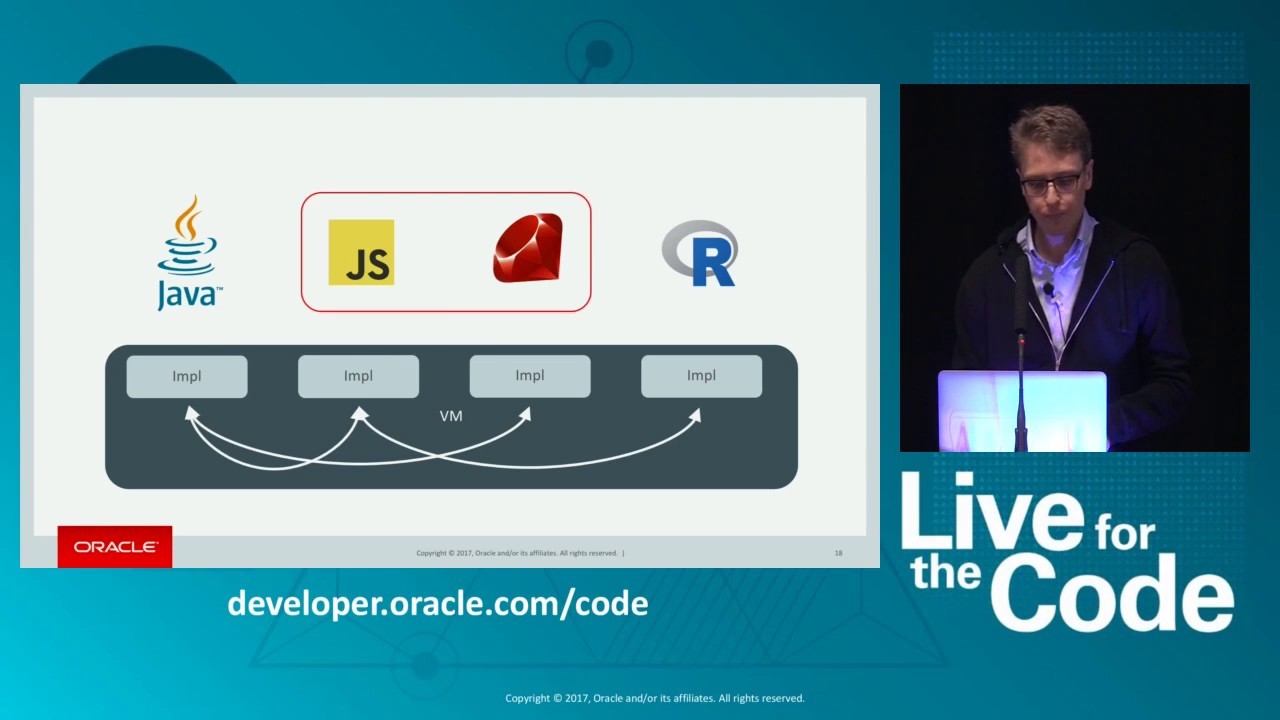 Java™
JS
R
Impl
Impl
Impl
Impl
VM
ORACLE®
Copyright © 2017, Oracle and/or its affiliates. All rights reserved. |
18
Live for
the Code
developer.oracle.com/code
Copyright © 2017, Oracle and/or its affiliates. All rights reserved.